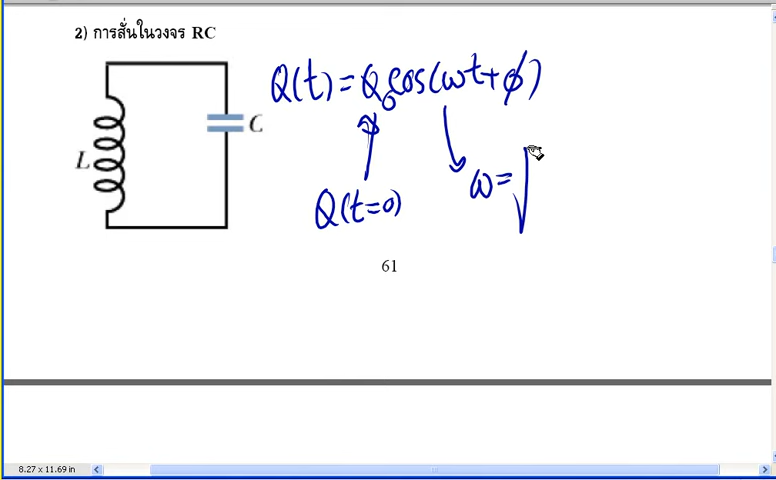 2) การสั่นในวงจร RC
Q(t) = Q₀cos(ωt+φ)
C
L
Q(t=0)
ω = √
61
8.27 x 11.69 in